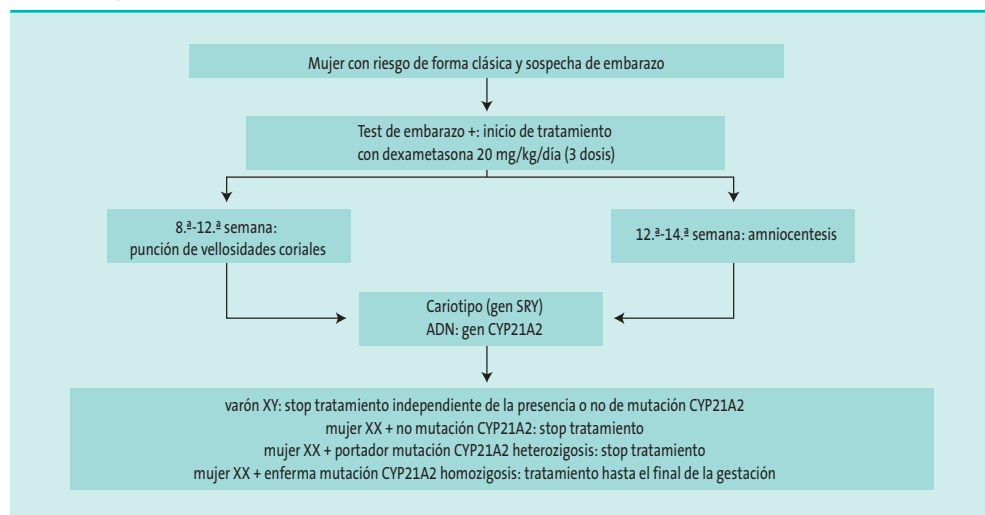 Mujer con riesgo de forma clásica y sospecha de embarazo
Test de embarazo +: inicio de tratamiento
con dexametasona 20 mg/kg/día (3 dosis)
8.ª-12.ª semana:
punción de vellosidades coriales
12.ª-14.ª semana: amniocentesis
Cariotipo (gen SRY)
ADN: gen CYP21A2
varón XY: stop tratamiento independiente de la presencia o no de mutación CYP21A2
mujer XX + no mutación CYP21A2: stop tratamiento
mujer XX + portador mutación CYP21A2 heterozigosis: stop tratamiento
mujer XX + enferma mutación CYP21A2 homozigosis: tratamiento hasta el final de la gestación